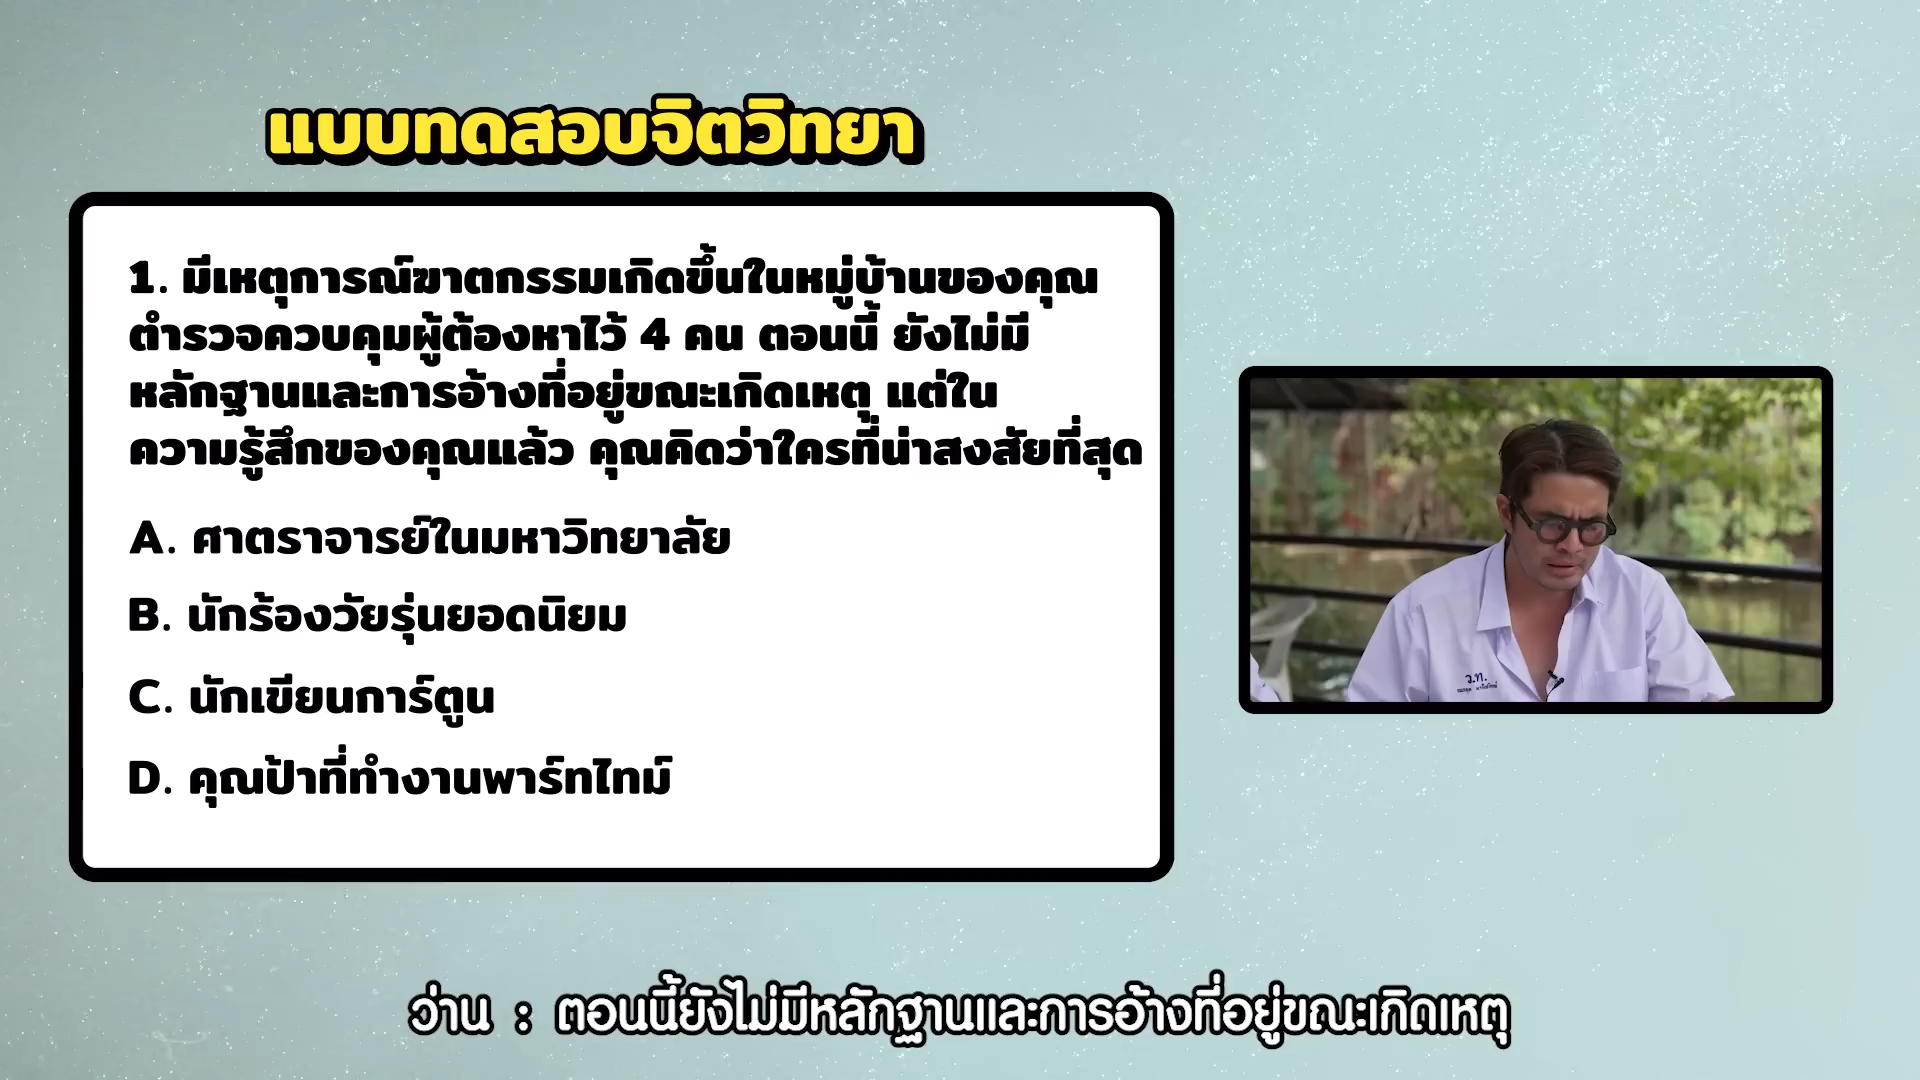 แบบทดสอบจิตวิทยา
1. มีเหตุการณ์ฆาตกรรมเกิดขึ้นในหมู่บ้านของคุณ
ตำรวจควบคุมผู้ต้องหาไว้ 4 คน ตอนนี้ ยังไม่มี
หลักฐานและการอ้างที่อยู่ขณะเกิดเหตุ แต่ใน
ความรู้สึกของคุณแล้ว คุณคิดว่าใครที่น่าสงสัยที่สุด
A. ศาตราจารย์ในมหาวิทยาลัย
B. นักร้องวัยรุ่นยอดนิยม
C. นักเขียนการ์ตูน
D. คุณป้าที่ทำงานพาร์ทไทม์
ว.ท.
ว่าน : ตอนนี้ยังไม่มีหลักฐานและการอ้างที่อยู่ขณะเกิดเหตุ